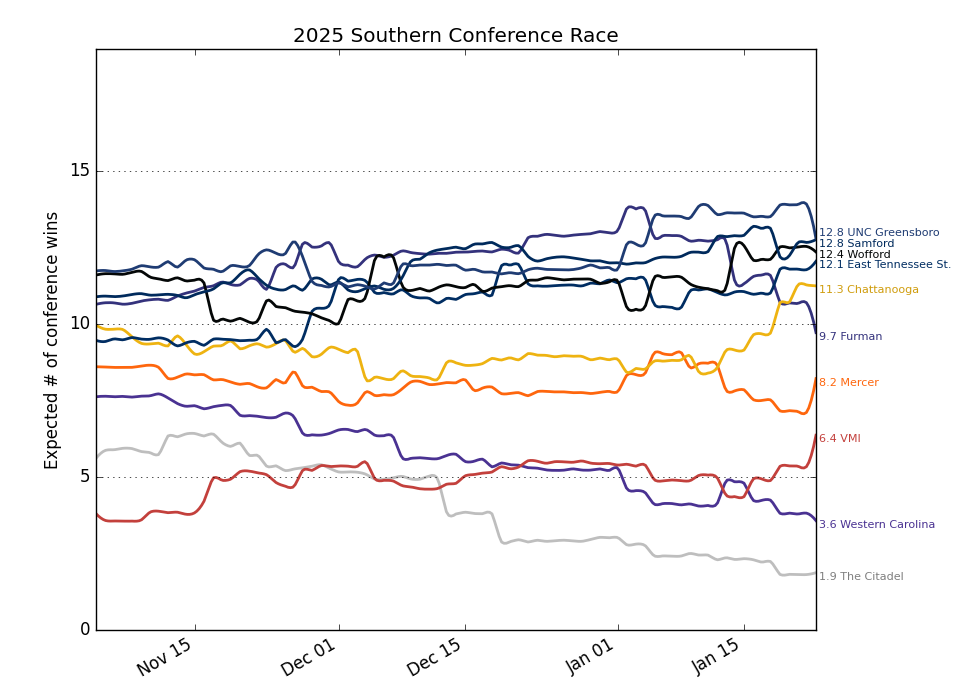 2025 Southern Conference Race
Expected # of conference wins
15
10
5
0
Nov 15
Dec 01
Dec 15
Jan 01
Jan 15
12.8 UNC Greensboro
12.8 Samford
12.4 Wofford
12.1 East Tennessee St.
11.3 Chattanooga
9.7 Furman
8.2 Mercer
6.4 VMI
3.6 Western Carolina
1.9 The Citadel